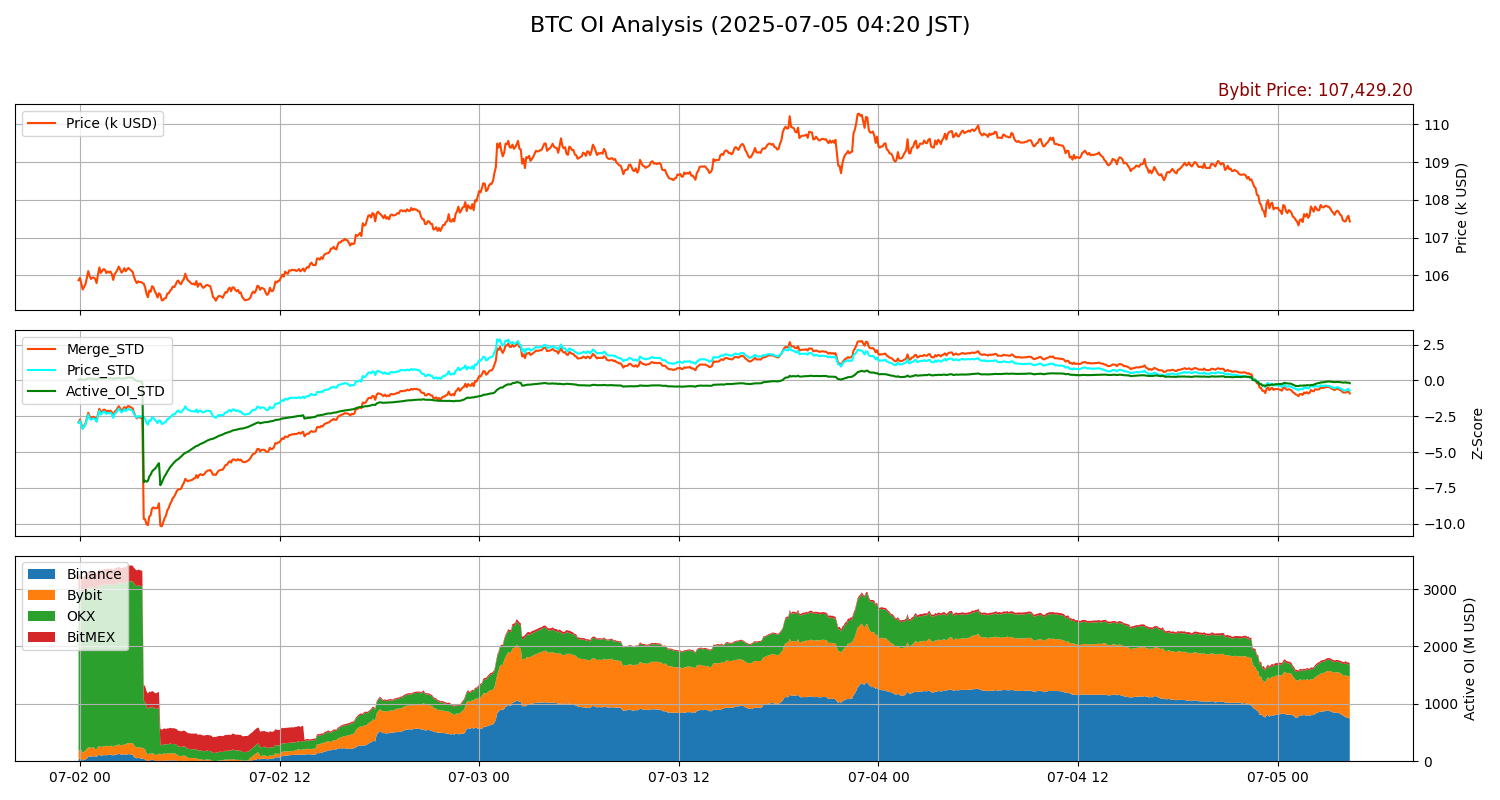 BTC OI Analysis (2025-07-05 04:20 JST)
Bybit Price: 107,429.20
Price (k USD)
110
109
108
107
106
Price (k USD)
Merge_STD
Price_STD
Active_OI_STD
2.5
0.0
−2.5
−5.0
−7.5
−10.0
Z-Score
Binance
Bybit
OKX
BitMEX
3000
2000
1000
0
Active OI (M USD)
07-02 00
07-02 12
07-03 00
07-03 12
07-04 00
07-04 12
07-05 00